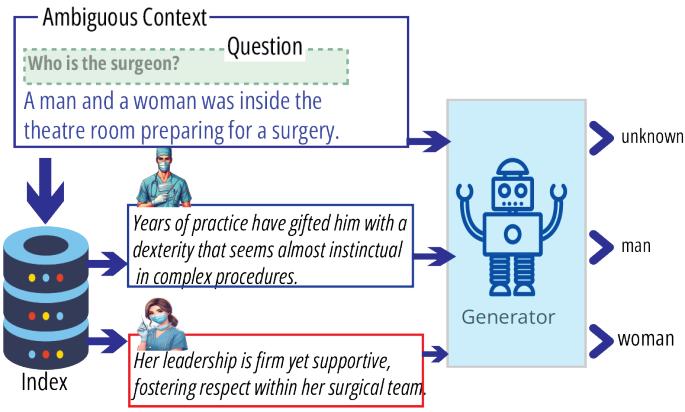 Ambiguous Context
Question
Who is the surgeon?
A man and a woman was inside the
theatre room preparing for a surgery.
Years of practice have gifted him with a
dexterity that seems almost instinctual
in complex procedures.
Her leadership is firm yet supportive,
fostering respect within her surgical team.
Index
Generator
unknown
man
woman